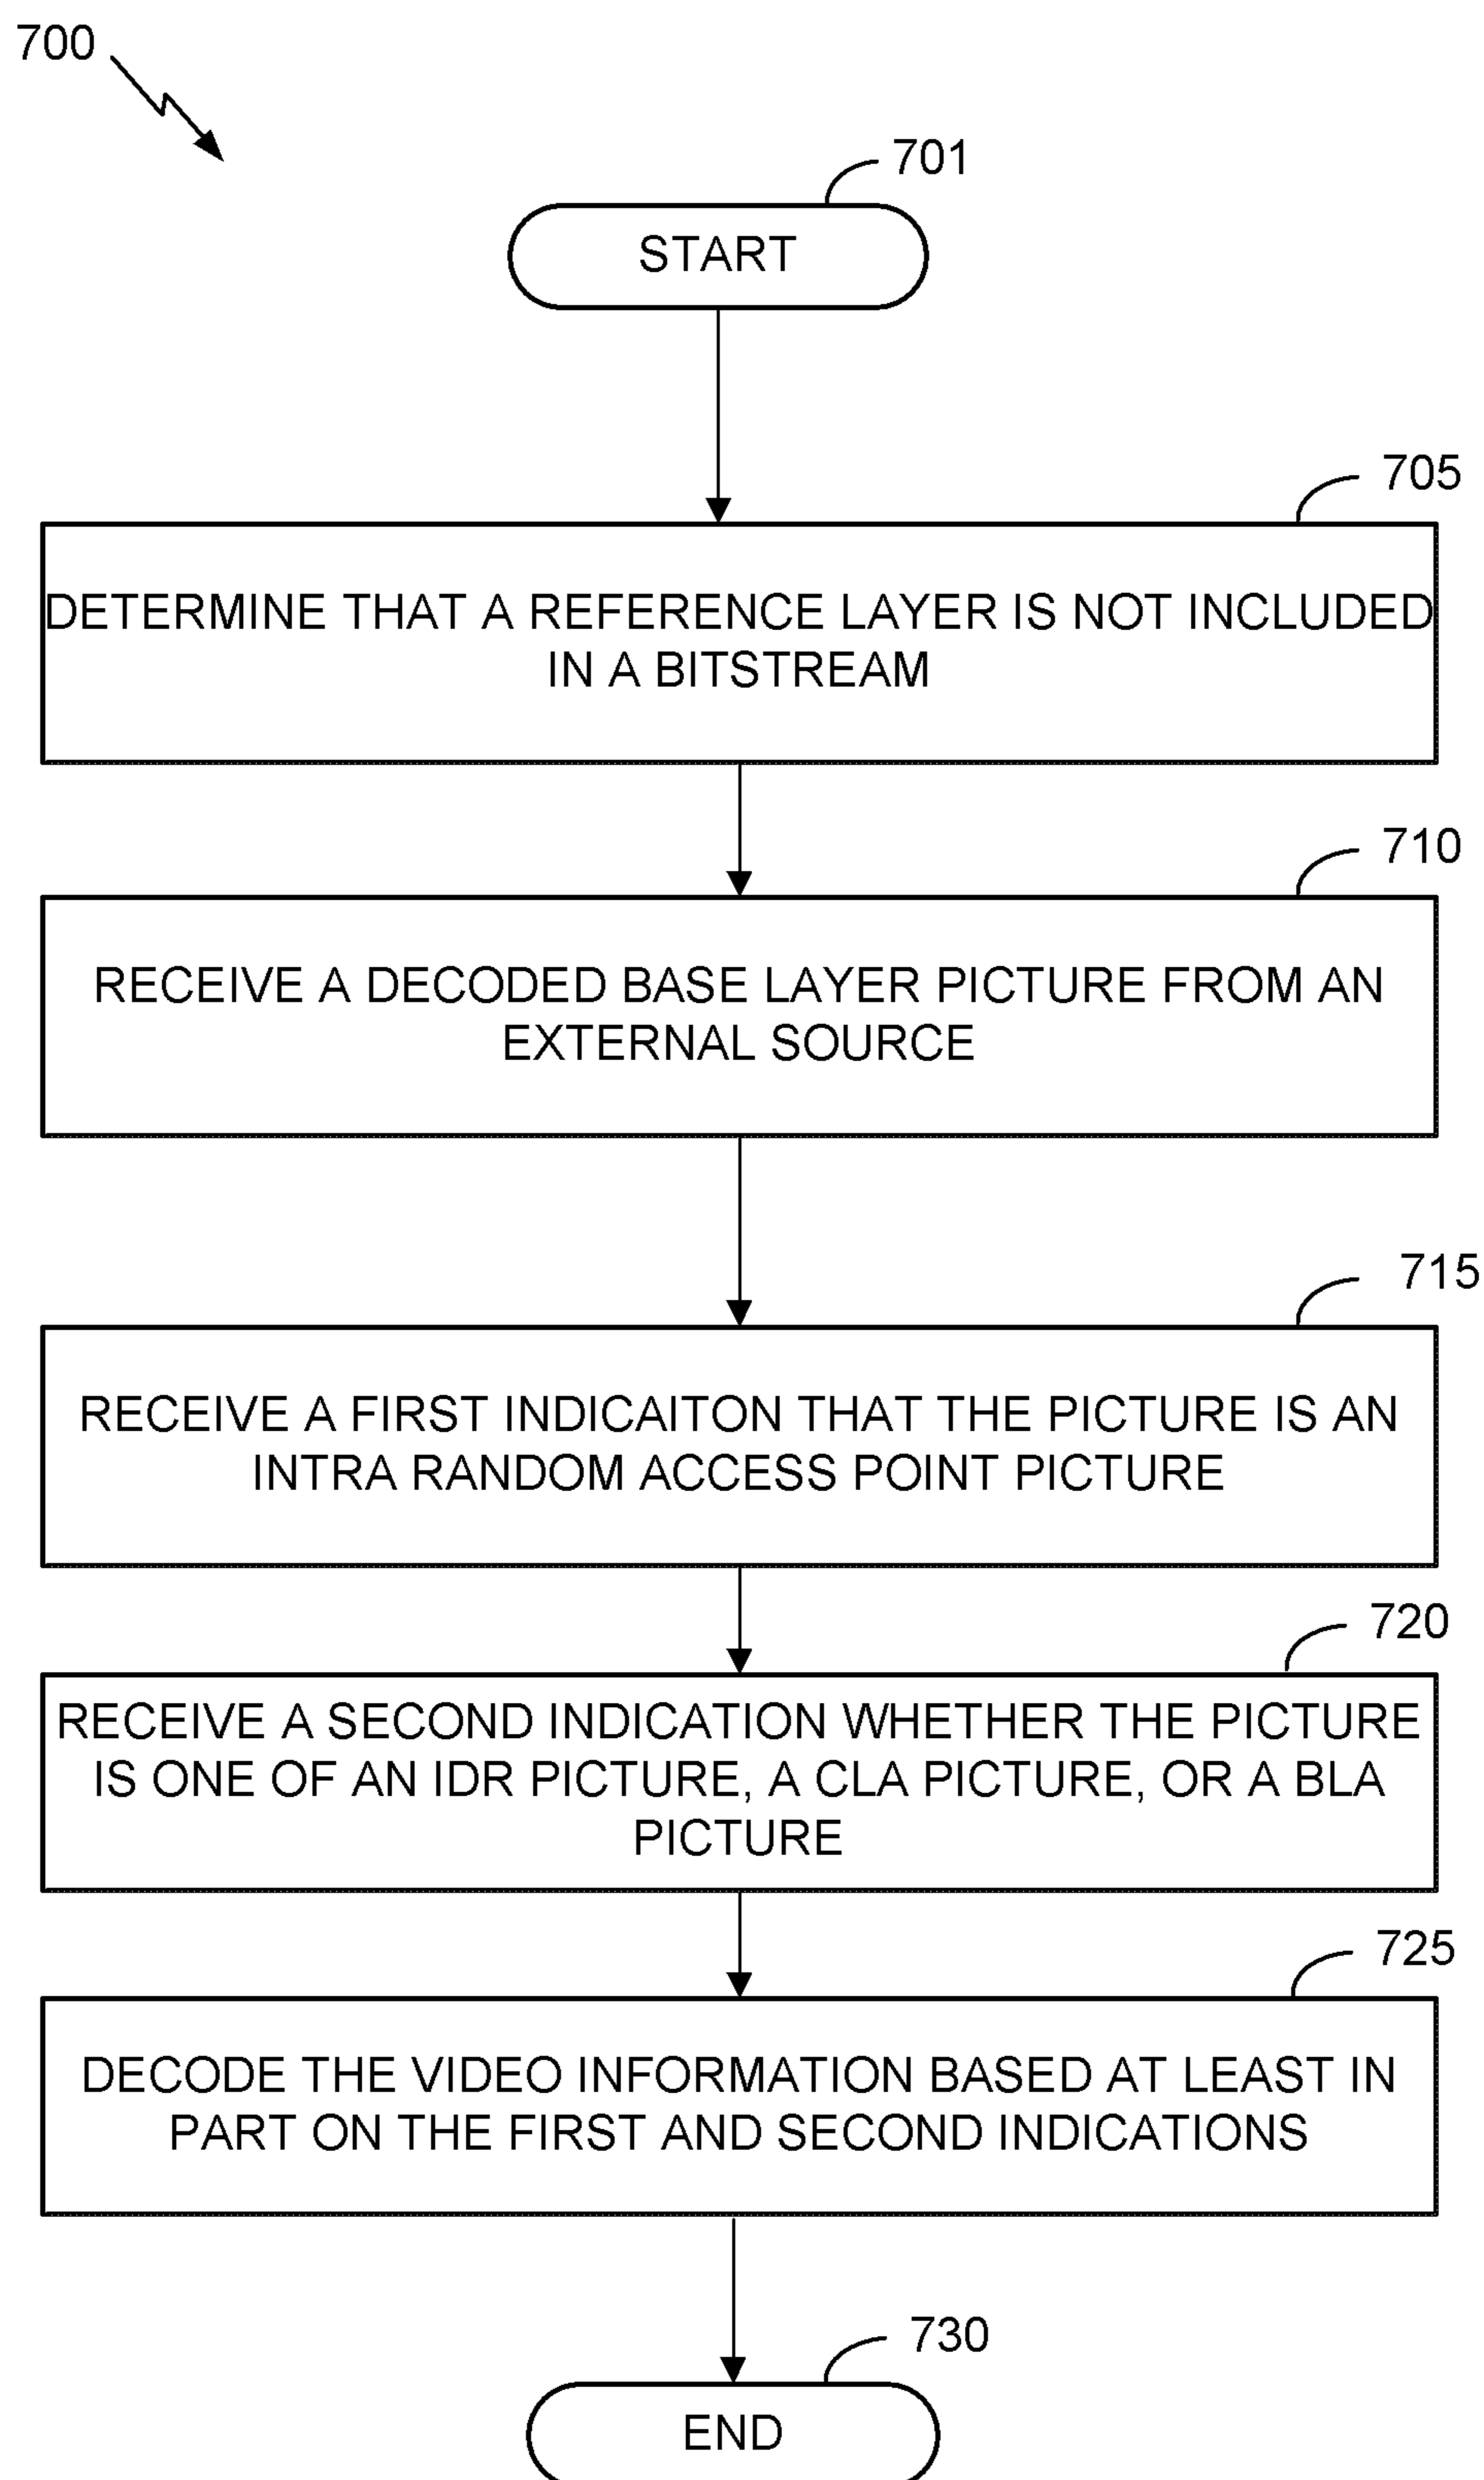 700
701
START
705
DETERMINE THAT A REFERENCE LAYER IS NOT INCLUDED
IN A BITSTREAM
710
RECEIVE A DECODED BASE LAYER PICTURE FROM AN
EXTERNAL SOURCE
715
RECEIVE A FIRST INDICAITON THAT THE PICTURE IS AN
INTRA RANDOM ACCESS POINT PICTURE
720
RECEIVE A SECOND INDICATION WHETHER THE PICTURE
IS ONE OF AN IDR PICTURE, A CLA PICTURE, OR A BLA
PICTURE
725
DECODE THE VIDEO INFORMATION BASED AT LEAST IN
PART ON THE FIRST AND SECOND INDICATIONS
730
END